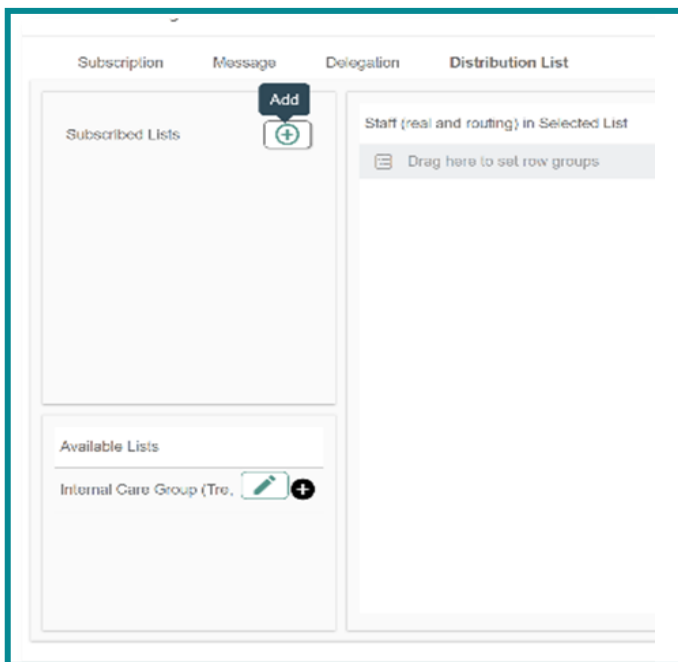 Subscription Message Delegation Distribution List
Add
Subscribed Lists
Staff (real and routing) in Selected List
Drag here to set row groups
Available Lists
Internal Care Group (Tre.